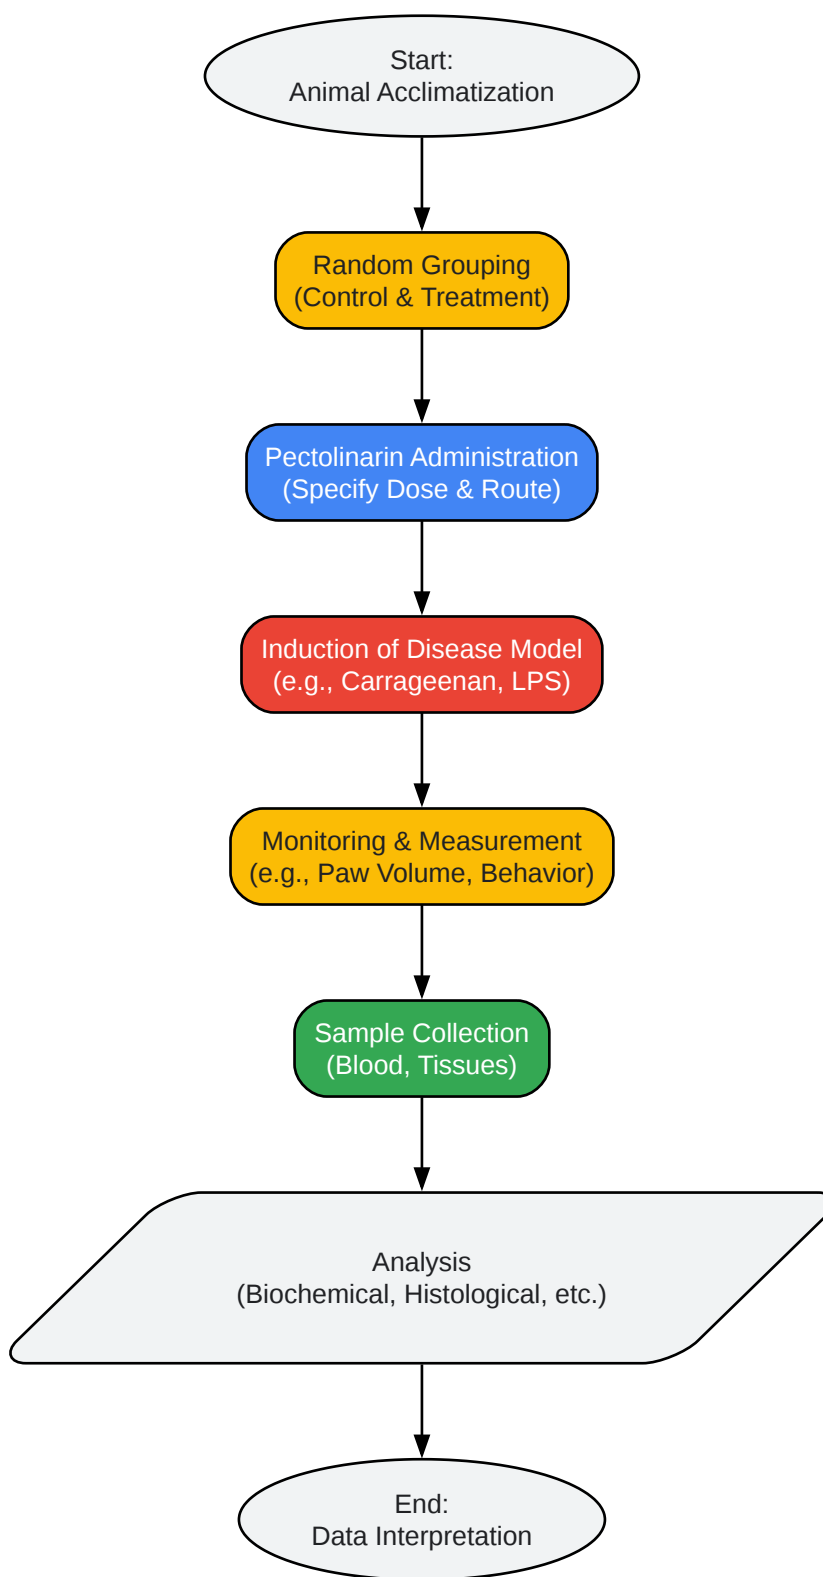 Start:
Animal Acclimatization
Random Grouping
(Control & Treatment)
Pectolinarin Administration
(Specify Dose & Route)
Induction of Disease Model
(e.g., Carrageenan, LPS)
Monitoring & Measurement
(e.g., Paw Volume, Behavior)
Sample Collection
(Blood, Tissues)
Analysis
(Biochemical, Histological, etc.)
End:
Data Interpretation